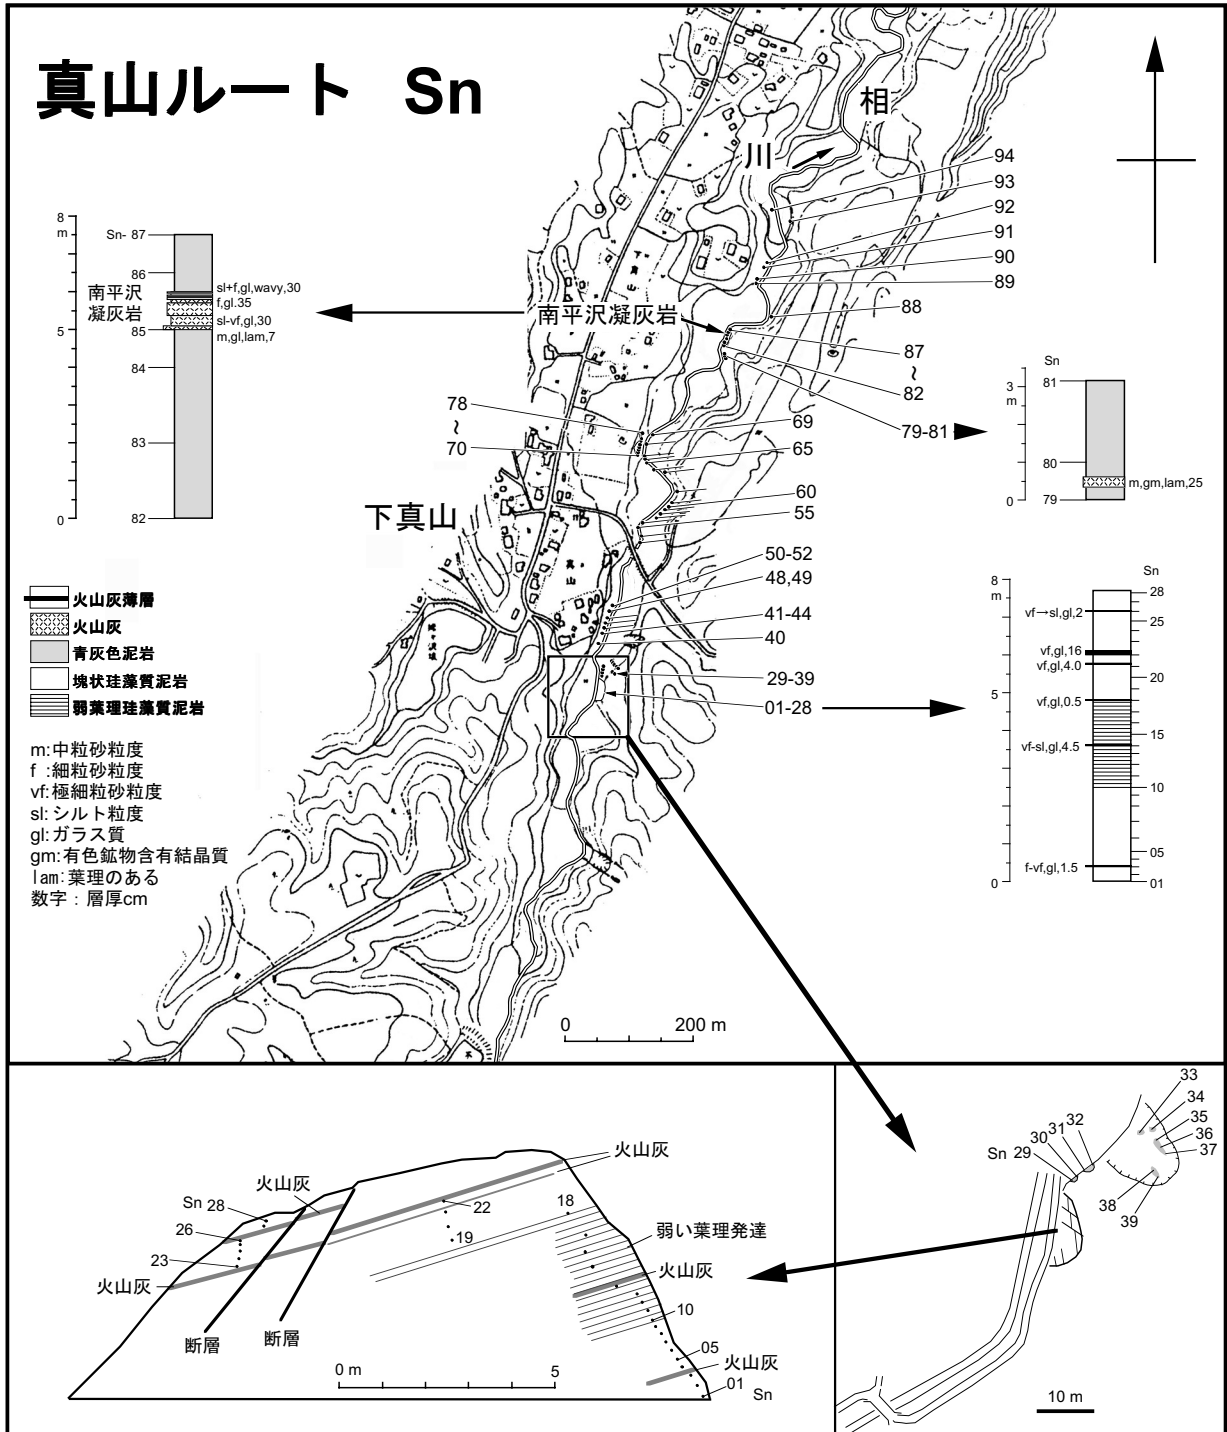 真山ルート Sn
相
川
94
93
92
91
90
89
88
87
〜
82
79-81
8
m
5
0
Sn- 87
86
85
84
83
82
南平沢
凝灰岩
sl+f,gl,wavy,30
f,gl.35
sl-vf,gl,30
m,gl,lam,7
南平沢凝灰岩
下真山
78
〜
70
69
65
60
55
50-52
48,49
41-44
40
29-39
01-28
Sn
3
m
0
81
80
79
m,gm,lam,25
下真山
真山
火山灰薄層
火山灰
青灰色泥岩
塊状珪藻質泥岩
弱葉理珪藻質泥岩
m:中粒砂粒度
f :細粒砂粒度
vf:極細粒砂粒度
sl:シルト粒度
gl:ガラス質
gm:有色鉱物含有結晶質
lam:葉理のある
数字：層厚cm
Sn
8
m
5
0
28
25
20
15
10
05
01
vf→sl,gl,2
vf,gl,16
vf,gl,4.0
vf,gl,0.5
vf-sl,gl,4.5
f-vf,gl,1.5
0 200 m
火山灰
火山灰
Sn 28
26
23
22
19
18
弱い葉理発達
火山灰
火山灰
10
05
火山灰
01
Sn
断層
断層
0 m 5
33
34
35
36
37
32
31
30
Sn 29
38
39
10 m